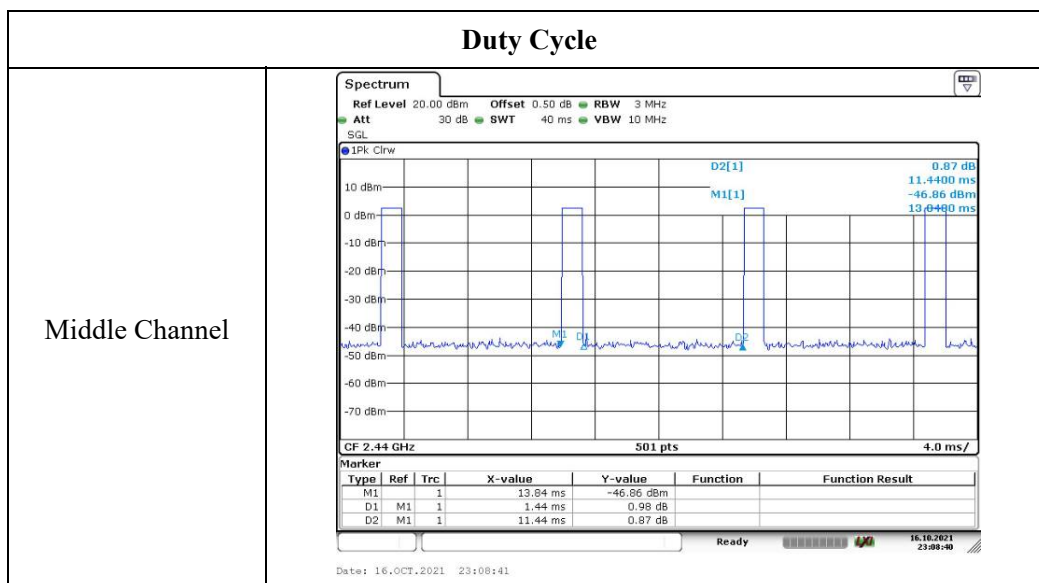 Duty Cycle
Middle Channel
Spectrum
Ref Level 20.00 dBm Offset 0.50 dB RBW 3 MHz
Att 30 dB SWT 40 ms VBW 10 MHz
SGL
1Pk Clrw
D2[1] 0.87 dB
11.4400 ms
M1[1] -46.86 dBm
13.8400 ms
10 dBm
0 dBm
-10 dBm
-20 dBm
-30 dBm
-40 dBm
M1 D1 D2
-50 dBm
-60 dBm
-70 dBm
CF 2.44 GHz 501 pts 4.0 ms/
Marker
Type Ref Trc X-value Y-value Function Function Result
M1 1 13.84 ms -46.86 dBm
D1 M1 1 1.44 ms 0.98 dB
D2 M1 1 11.44 ms 0.87 dB
Ready LXI 16.10.2021
23:08:40
Date: 16.OCT.2021 23:08:41